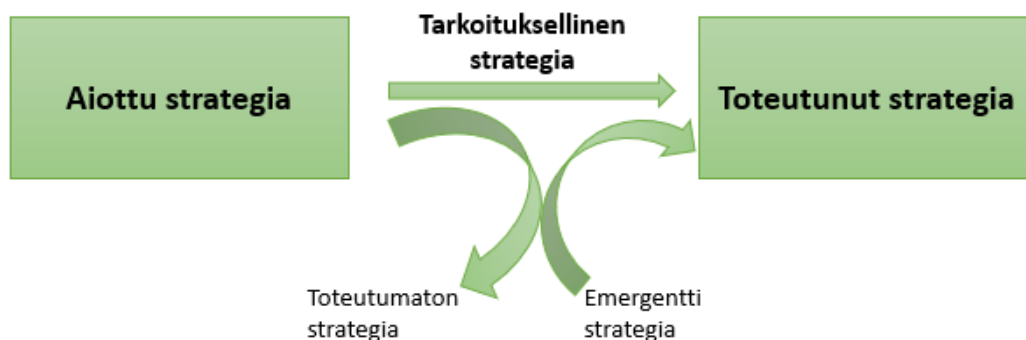 Tarkoituksellinen
strategia
Aiottu strategia
Toteutunut strategia
Toteutumaton
strategia
Emergentti
strategia